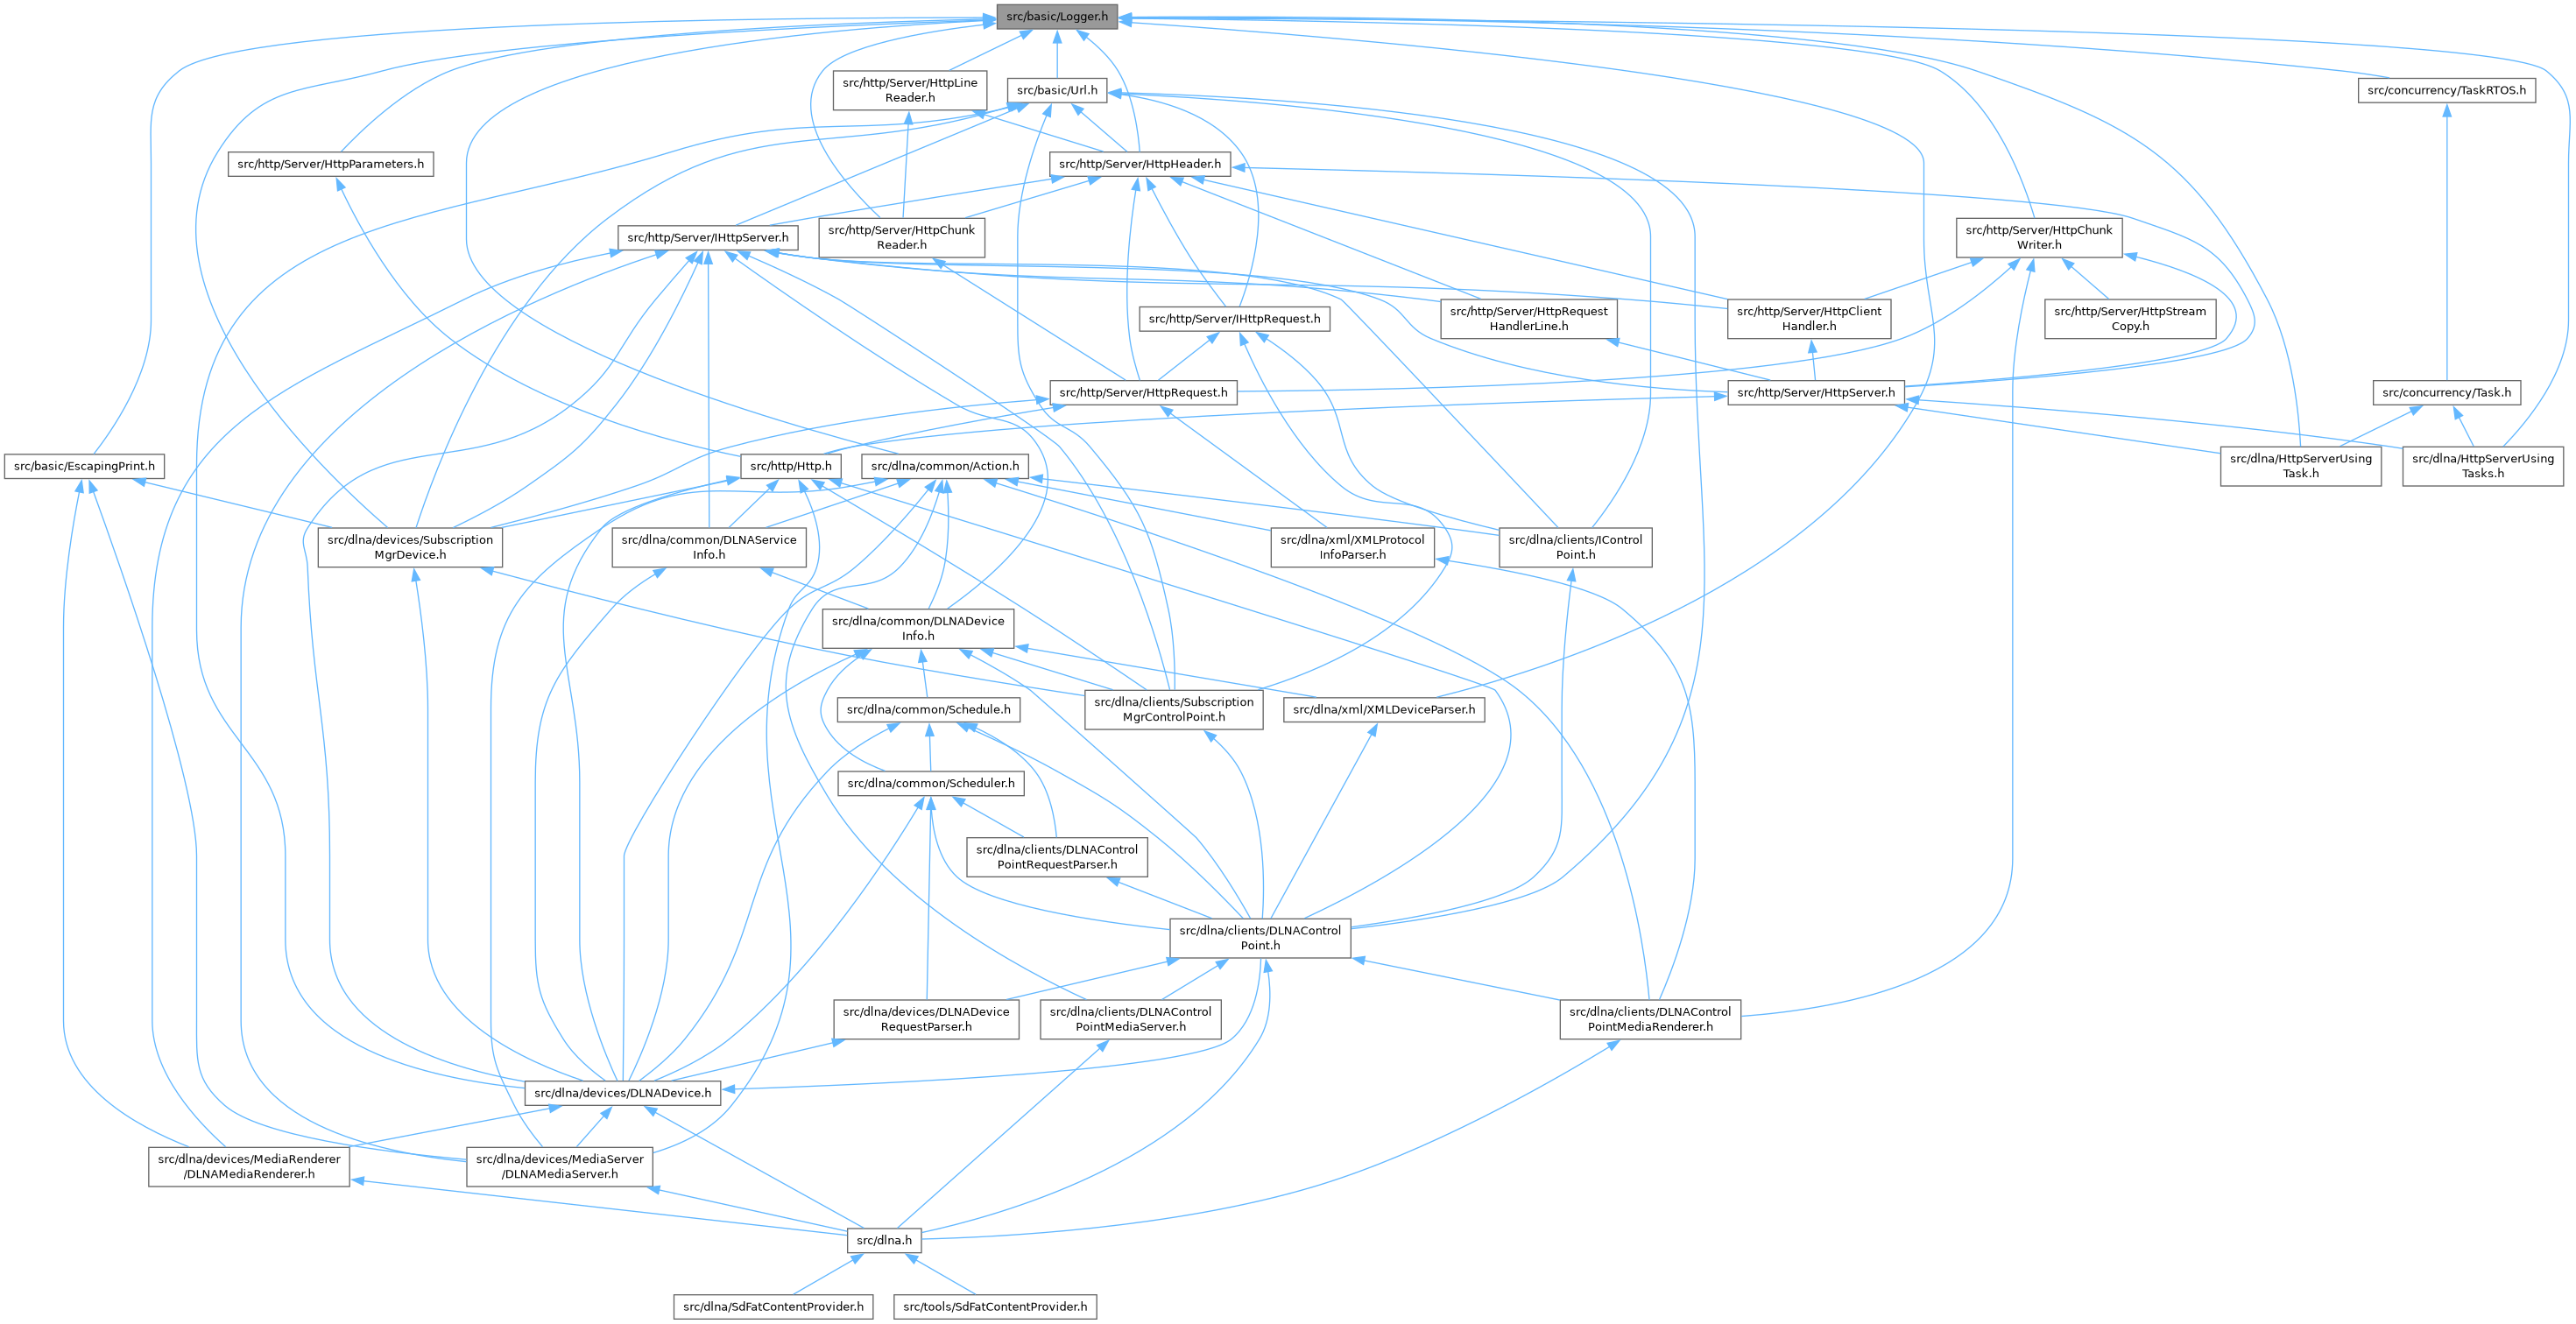 src/basic/Logger.h
src/http/Server/HttpLine
Reader.h
src/basic/Url.h
src/concurrency/TaskRTOS.h
src/http/Server/HttpParameters.h
src/http/Server/HttpHeader.h
src/http/Server/IHttpServer.h
src/http/Server/HttpChunk
Reader.h
src/http/Server/HttpChunk
Writer.h
src/http/Server/IHttpRequest.h
src/http/Server/HttpRequest
HandlerLine.h
src/http/Server/HttpClient
Handler.h
src/http/Server/HttpStream
Copy.h
src/http/Server/HttpRequest.h
src/http/Server/HttpServer.h
src/concurrency/Task.h
src/basic/EscapingPrint.h
src/http/Http.h
src/dlna/common/Action.h
src/dlna/HttpServerUsing
Task.h
src/dlna/HttpServerUsing
Tasks.h
src/dlna/devices/Subscription
MgrDevice.h
src/dlna/common/DLNAService
Info.h
src/dlna/xml/XMLProtocol
InfoParser.h
src/dlna/clients/IControl
Point.h
src/dlna/common/DLNADevice
Info.h
src/dlna/common/Schedule.h
src/dlna/clients/Subscription
MgrControlPoint.h
src/dlna/xml/XMLDeviceParser.h
src/dlna/common/Scheduler.h
src/dlna/clients/DLNAControl
PointRequestParser.h
src/dlna/clients/DLNAControl
Point.h
src/dlna/devices/DLNADevice
RequestParser.h
src/dlna/clients/DLNAControl
PointMediaServer.h
src/dlna/clients/DLNAControl
PointMediaRenderer.h
src/dlna/devices/DLNADevice.h
src/dlna/devices/MediaRenderer
/DLNAMediaRenderer.h
src/dlna/devices/MediaServer
/DLNAMediaServer.h
src/dlna.h
src/dlna/SdFatContentProvider.h
src/tools/SdFatContentProvider.h